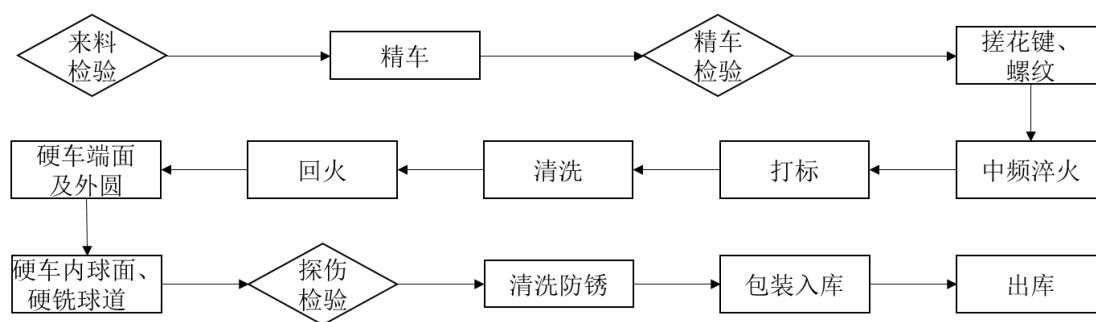 来料
检验
精车
精车
检验
搓花键、
螺纹
中频淬火
打标
清洗
回火
硬车端面
及外圆
硬车内球面、
硬铣球道
探伤
检验
清洗防锈
包装入库
出库